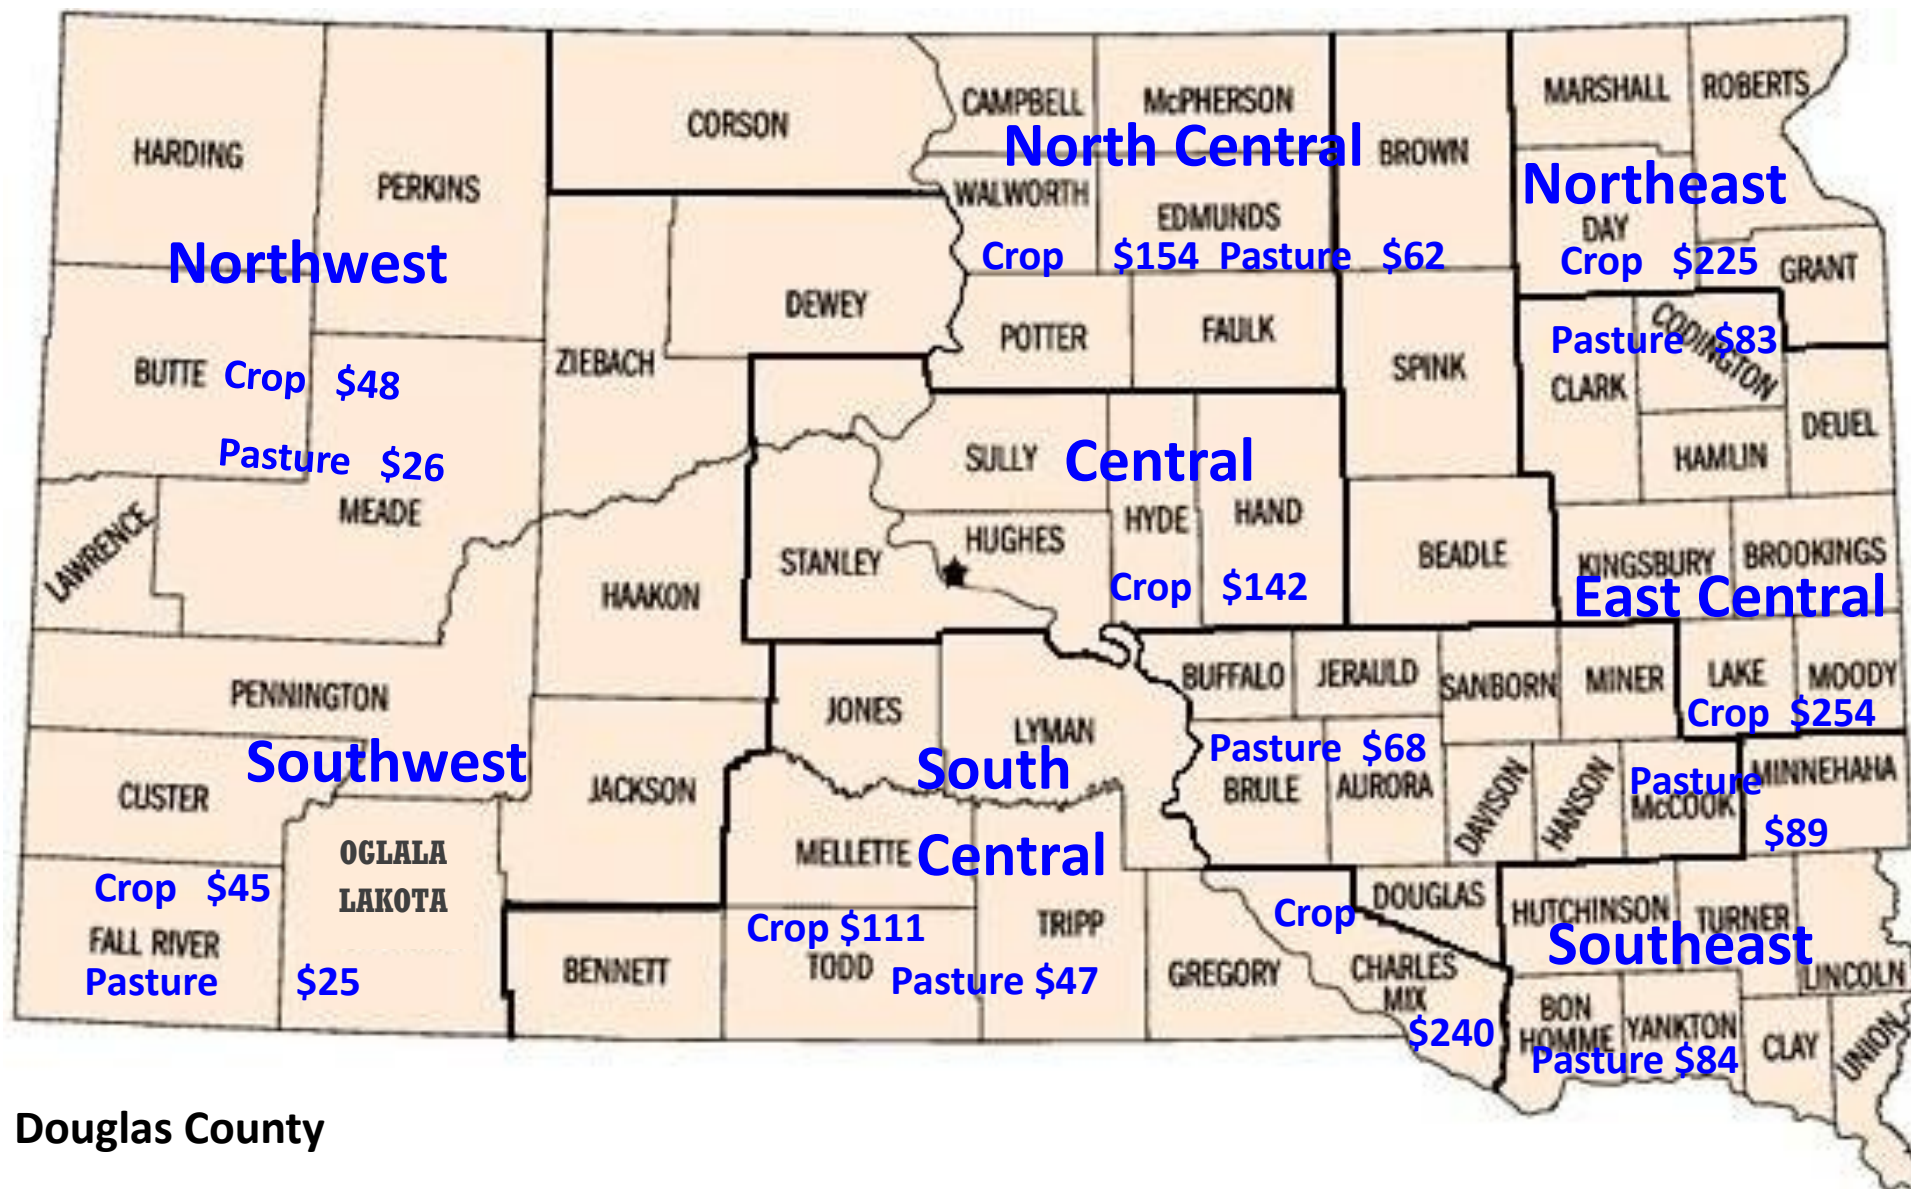 CORSON
CAMPBELL
McPHERSON
MARSHALL
ROBERTS
HARDING
PERKINS
North Central
BROWN
Northeast
WALWORTH
EDMUNDS
DAY
Northwest
Crop $154 Pasture $62
Crop $225
GRANT
DEWEY
POTTER
FAULK
CODINGTON
Pasture $83
ZIEBACH
SPINK
CLARK
BUTTE
Crop $48
DEUEL
Pasture $26
SULLY
Central
HAMLIN
MEADE
HYDE
HAND
LAWRENCE
STANLEY
HUGHES
BEADLE
KINGSBURY
BROOKINGS
HAAKON
Crop $142
East Central
PENNINGTON
JONES
LYMAN
BUFFALO
JERAULD
SANBORN
MINER
LAKE
MOODY
Crop $254
Southwest
South
Pasture $68
Pasture
MINNEHAHA
CUSTER
JACKSON
BRULE
AURORA
DAVISON
HANSON
McCOOK
$89
OGLALA
LAKOTA
MELLETTE
Central
Crop $45
DOUGLAS
Crop
HUTCHINSON
TURNER
FALL RIVER
Crop $111
TRIPP
Southeast
Pasture $25
BENNETT
TODD
Pasture $47
GREGORY
CHARLES
MIX
LINCOLN
$240
BON
HOMME
YANKTON
Pasture $84
CLAY
UNION
Douglas County